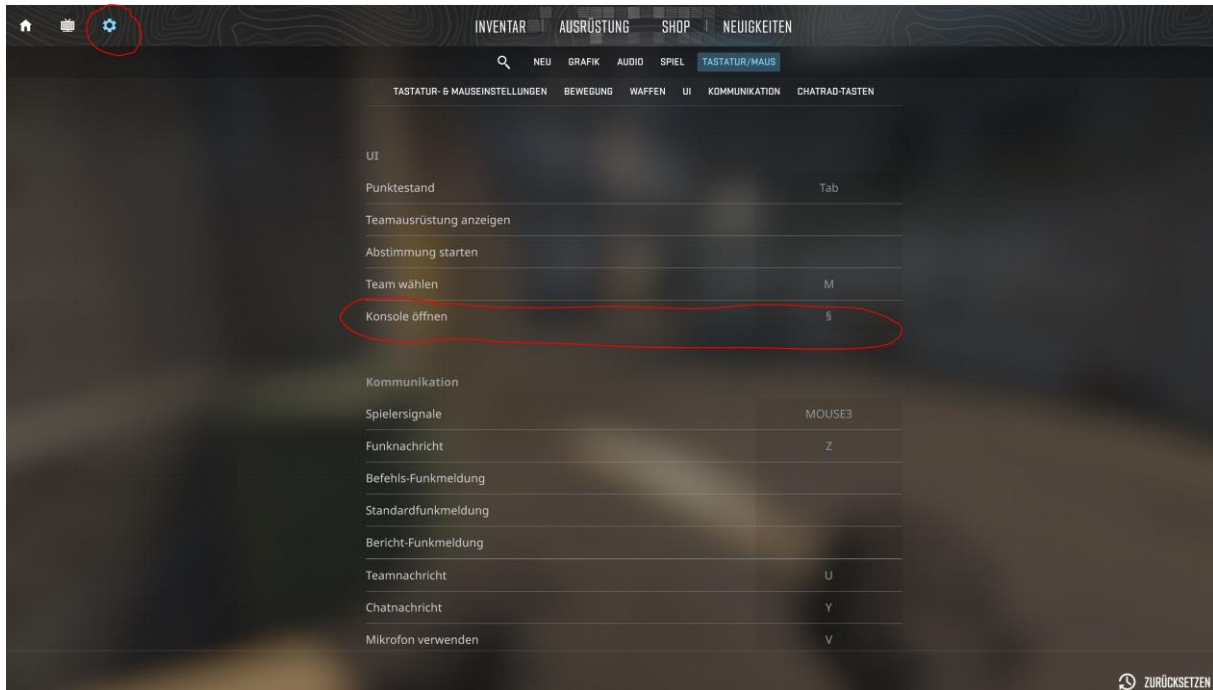 INVENTAR AUSRÜSTUNG SHOP NEUIGKEITEN
NEU GRAFIK AUDIO SPIEL TASTATUR/MAUS
TASTATUR- & MAUSEINSTELLUNGEN BEWEGUNG WAFFEN UI KOMMUNIKATION CHATRAD-TASTEN
UI
Punktestand Tab
Teamausrüstung anzeigen
Abstimmung starten
Team wählen M
Konsole öffnen §
Kommunikation
Spielersignale MOUSE3
Funknachricht Z
Befehls-Funkmeldung
Standardfunkmeldung
Bericht-Funkmeldung
Teamnachricht U
Chatnachricht Y
Mikrofon verwenden V
ZURÜCKSETZEN